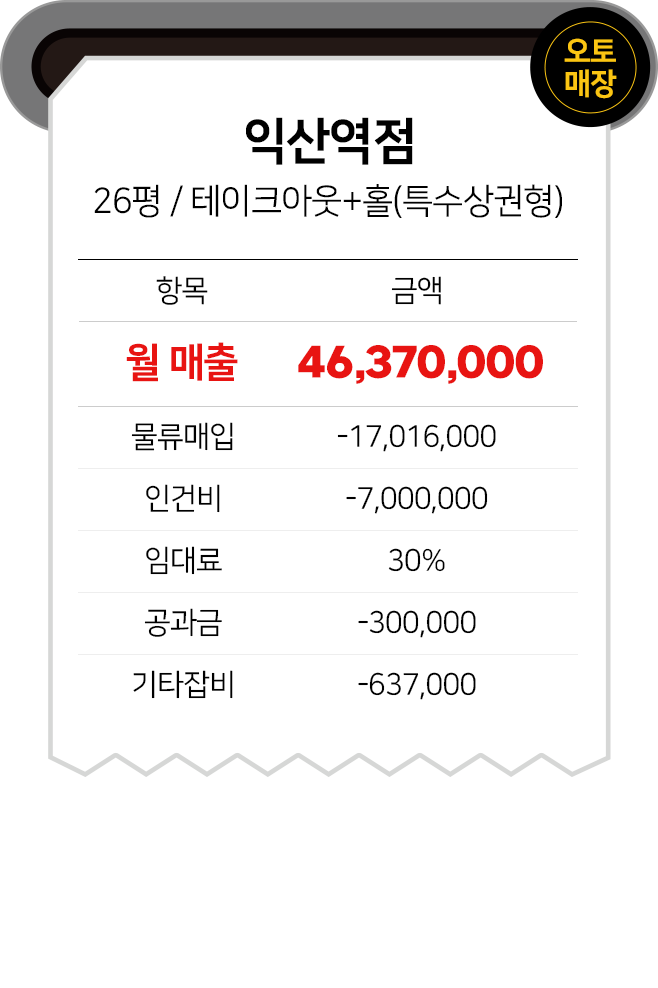 오토
매장
익산역점
26평 / 테이크아웃+홀(특수상권형)
항목 금액
월 매출 46,370,000
물류매입 -17,016,000
인건비 -7,000,000
임대료 30%
공과금 -300,000
기타잡비 -637,000